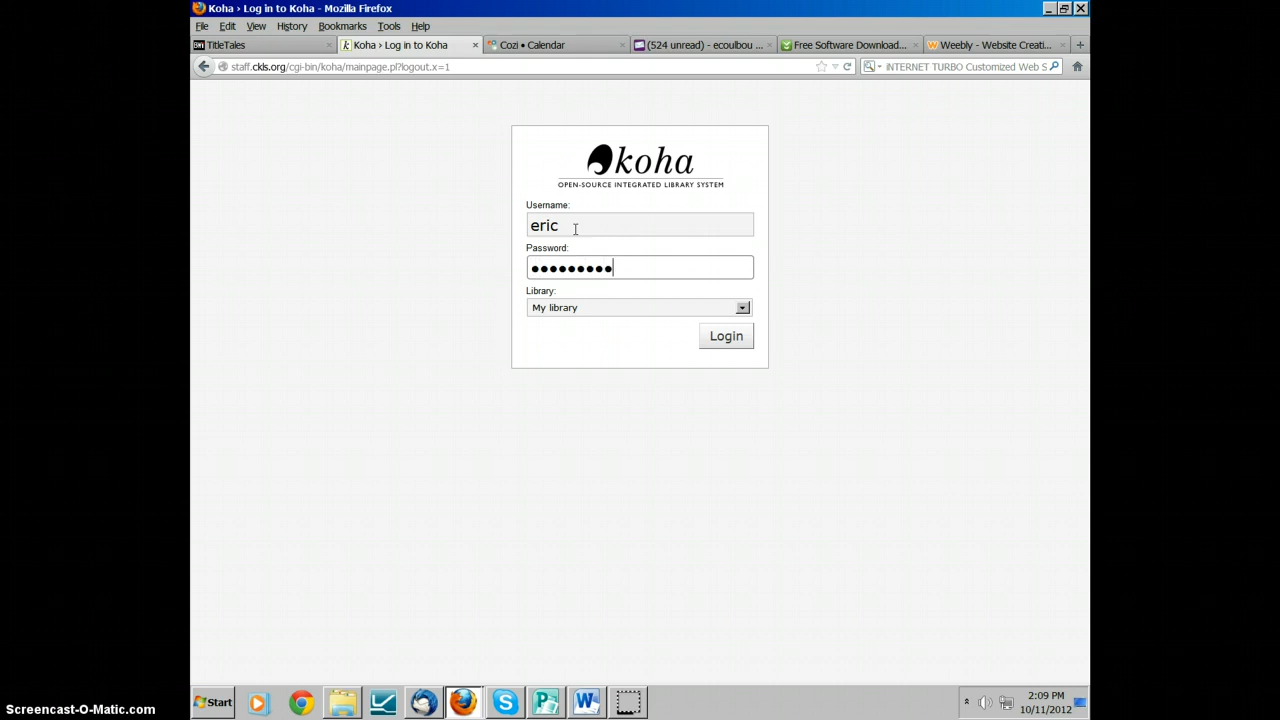 Koha › Log in to Koha - Mozilla Firefox
File Edit View History Bookmarks Tools Help
TitleTales
Koha › Log in to Koha
Cozi • Calendar
(524 unread) - ecoulbou ...
Free Software Download...
Weebly - Website Creati...
staff.ckls.org/cgi-bin/koha/mainpage.pl?logout.x=1
iNTERNET TURBO Customized Web S
koha
OPEN-SOURCE INTEGRATED LIBRARY SYSTEM
Username:
eric
Password:
●●●●●●●●●
Library:
My library
Login
Start
2:09 PM
10/11/2012
Screencast-O-Matic.com